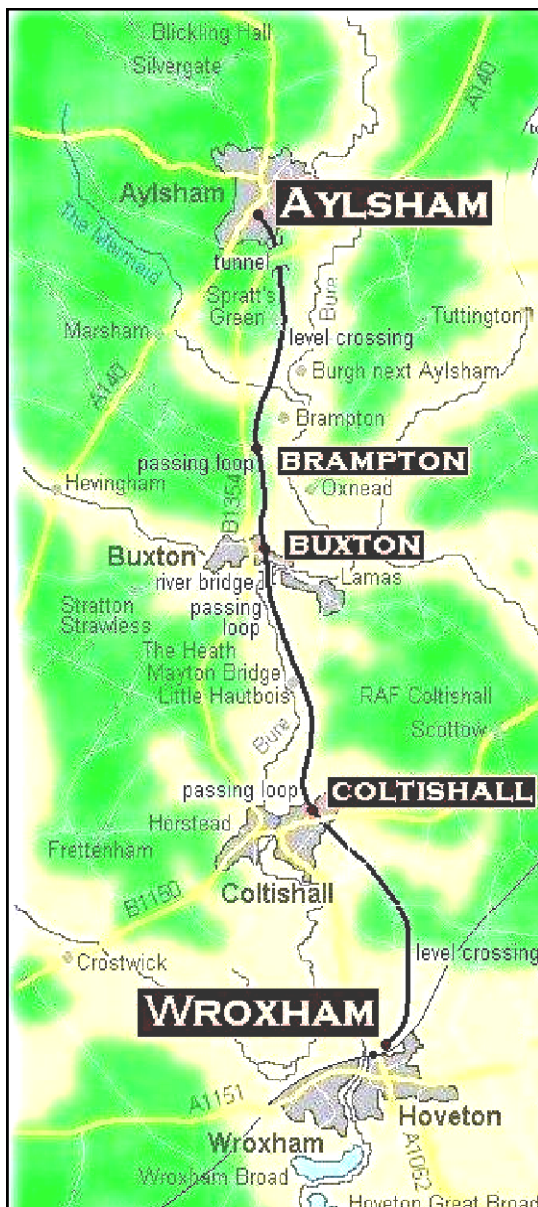 Blickling Hall
Silvergate
A140
Aylsham
AYLSHAM
The Mermaid
tunnel
Spratt's
Green
Bure
Tuttington
Marsham
level crossing
Burgh next Aylsham
A140
Brampton
passing loop
BRAMPTON
Hevingham
Oxnead
B1354
Buxton
BUXTON
river bridge
Lamas
Stratton
Strawless
passing
loop
The Heath
Mayton Bridge
Little Hautbois
RAF Coltishall
Scottow
Bure
passing loop
COLTISHALL
Horstead
Frettenham
Coltishall
B1150
level crossing
Crostwick
WROXHAM
A1151
Hoveton
Wroxham
A1062
Wroxham Broad
Hoveton Great Broad